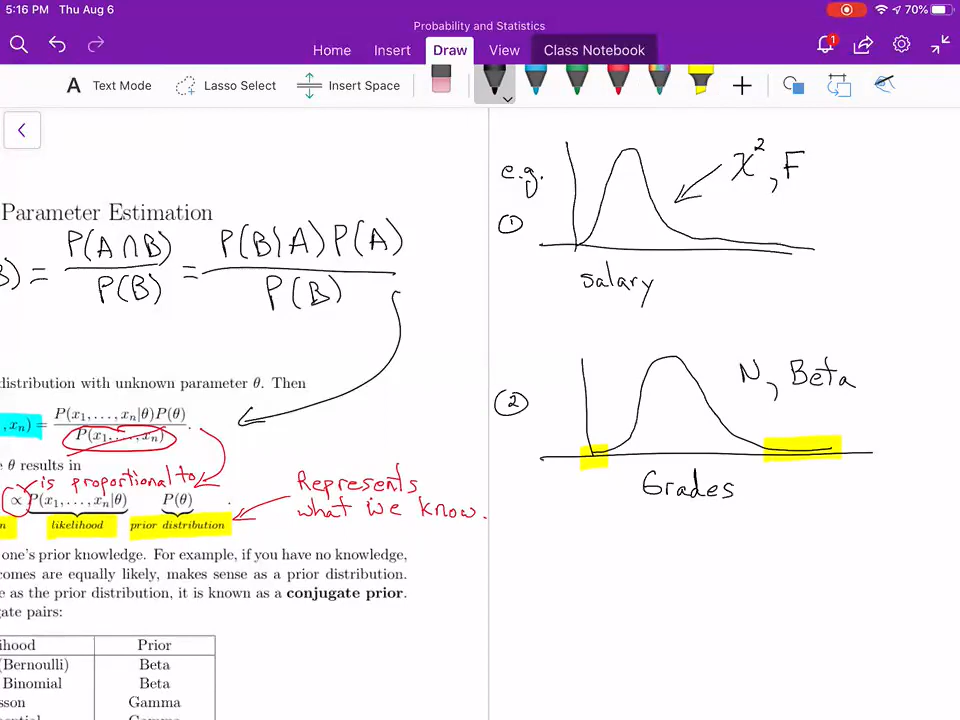 5:16 PM Thu Aug 6
70%
Probability and Statistics
Home Insert Draw View Class Notebook
1
A Text Mode Lasso Select Insert Space
Parameter Estimation
B) = P(A∩B) / P(B) = P(B|A)P(A) / P(B)
distribution with unknown parameter θ. Then
, xn) = P(x1, . . . , xn|θ)P(θ) / P(x1, . . . , xn) .
θ results in
is proportional to
∝ P(x1, . . . , xn|θ) P(θ) .
n likelihood prior distribution
Represents
what we know.
one's prior knowledge. For example, if you have no knowledge,
comes are equally likely, makes sense as a prior distribution.
e as the prior distribution, it is known as a conjugate prior.
gate pairs:
ihood Prior
(Bernoulli) Beta
Binomial Beta
sson Gamma
e.g.
①
χ², F
salary
②
N, Beta
Grades